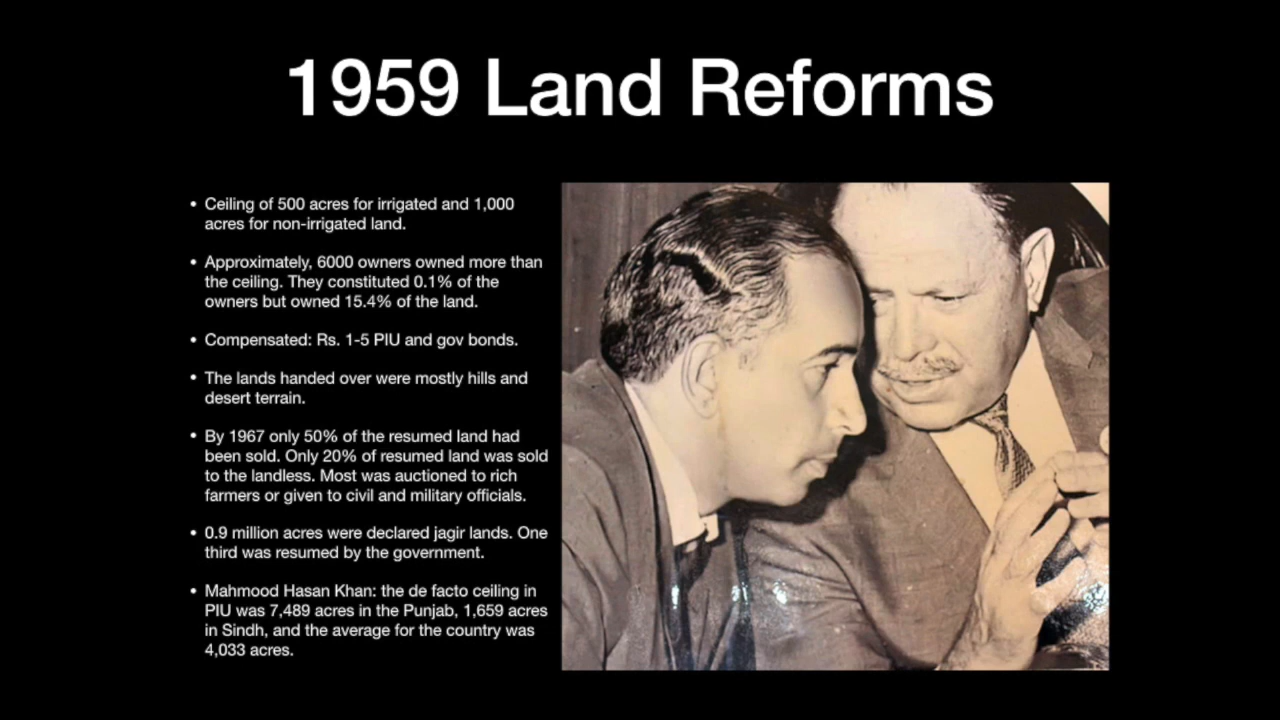 1959 Land Reforms
• Ceiling of 500 acres for irrigated and 1,000
acres for non-irrigated land.
• Approximately, 6000 owners owned more than
the ceiling. They constituted 0.1% of the
owners but owned 15.4% of the land.
• Compensated: Rs. 1-5 PIU and gov bonds.
• The lands handed over were mostly hills and
desert terrain.
• By 1967 only 50% of the resumed land had
been sold. Only 20% of resumed land was sold
to the landless. Most was auctioned to rich
farmers or given to civil and military officials.
• 0.9 million acres were declared jagir lands. One
third was resumed by the government.
• Mahmood Hasan Khan: the de facto ceiling in
PIU was 7,489 acres in the Punjab, 1,659 acres
in Sindh, and the average for the country was
4,033 acres.